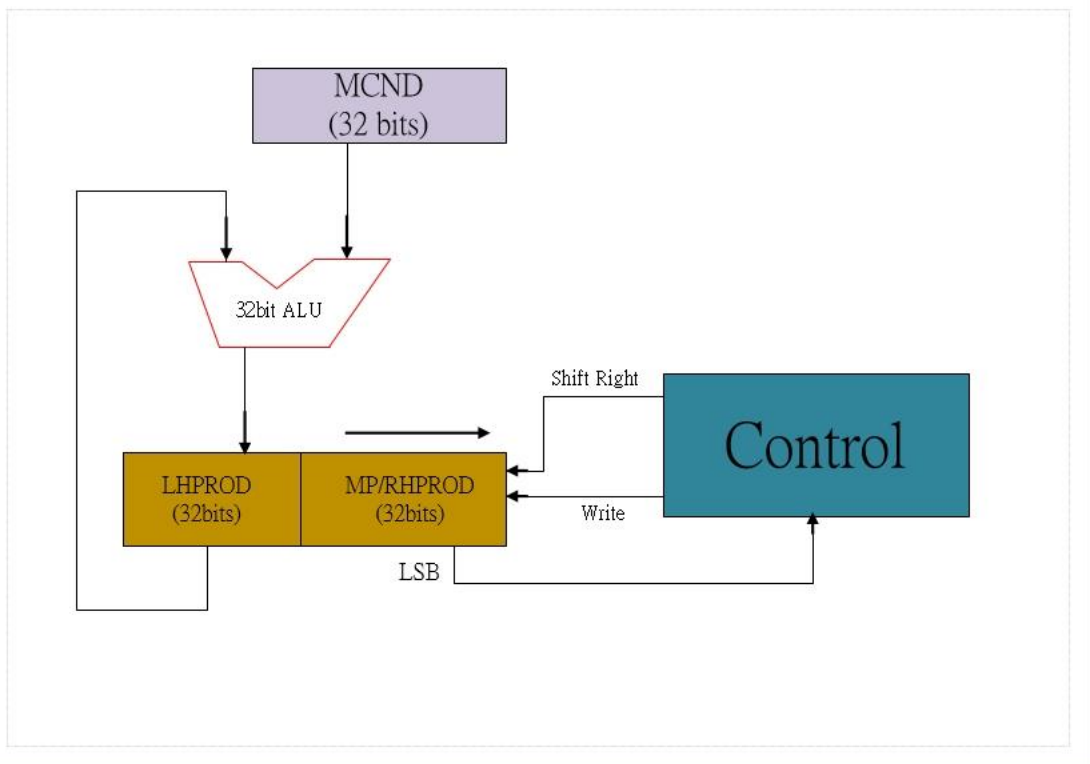 MCND
(32 bits)
32bit ALU
Shift Right
Control
LHPROD
(32bits)
MP/RHPROD
(32bits)
Write
LSB